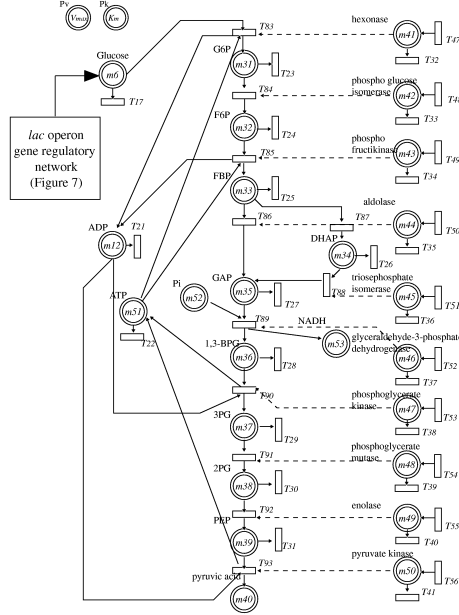 Pv
Pk
Vmax
Km
T83
hexonase
m41
T47
T32
Glucose
m6
T17
G6P
m31
T23
T84
phospho glucose
isomerase
m42
T48
T33
F6P
m32
T24
lac operon
gene regulatory
network
(Figure 7)
T85
phospho
fructikinase
m43
T49
T34
FBP
m33
T25
T86
T87
aldolase
m44
T50
T35
ADP
m12
T21
DHAP
m34
T26
GAP
m35
T27
T88
triosephosphate
isomerase
m45
T51
T36
ATP
m51
T22
Pi
m52
T89
NADH
m53
glyceraldehyde-3-phosphate
dehydrogenase
m46
T52
T37
1,3-BPG
m36
T28
T90
phosphoglycerate
kinase
m47
T53
T38
3PG
m37
T29
T91
phosphoglycerate
mutase
m48
T54
T39
2PG
m38
T30
T92
enolase
m49
T55
T40
PEP
m39
T31
T93
pyruvate kinase
m50
T56
T41
pyruvic acid
m40